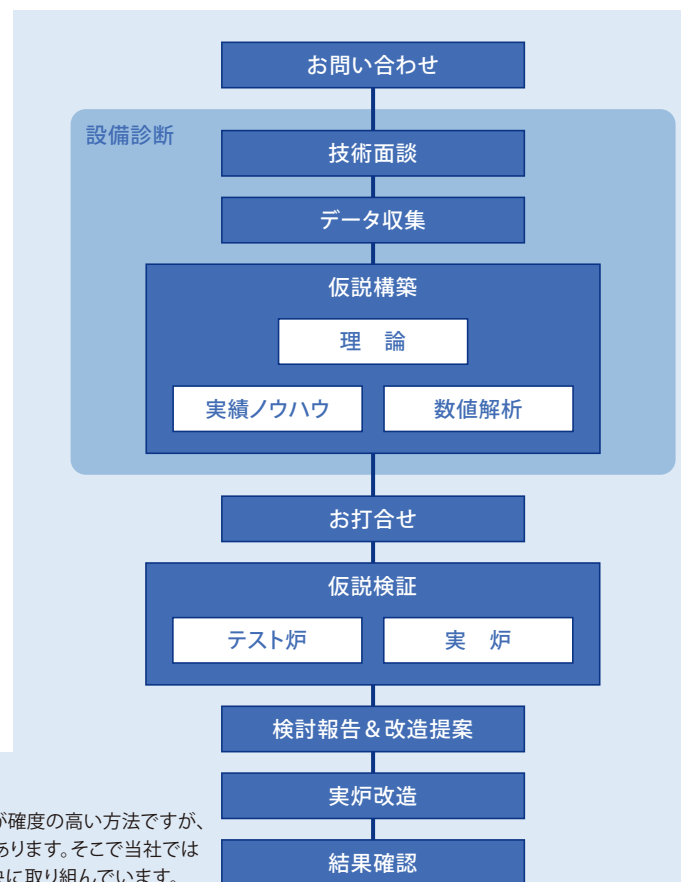 お問い合わせ
設備診断
技術面談
データ収集
仮説構築
理　論
実績ノウハウ
数値解析
お打合せ
仮説検証
テスト炉
実　炉
検討報告＆改造提案
実炉改造
結果確認
が確度の高い方法ですが、
あります。そこで当社では
に取り組んでいます。